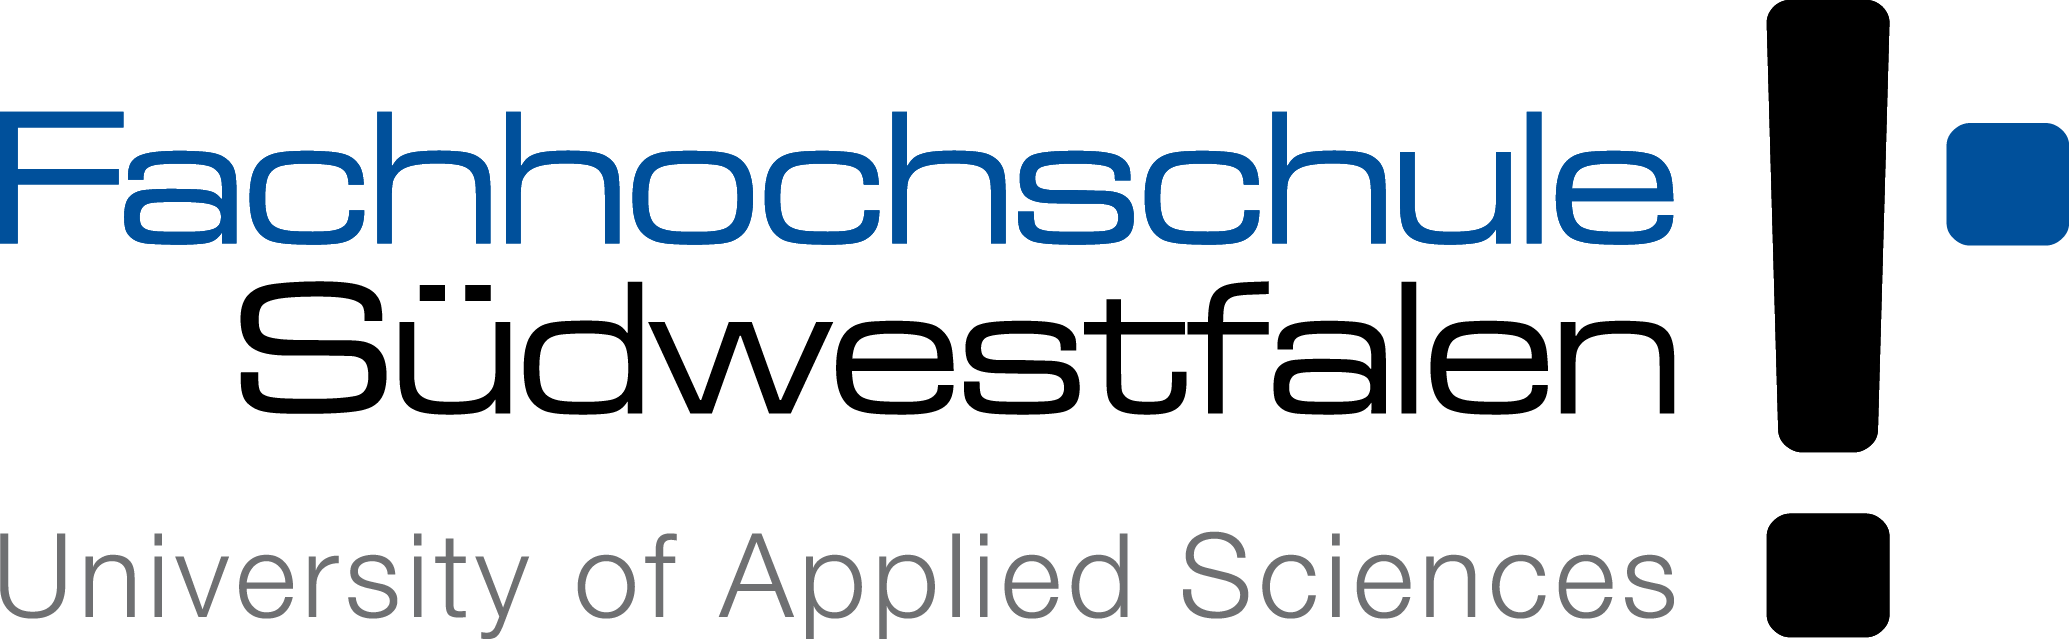 Fachhochschule
Südwestfalen
University of Applied Sciences